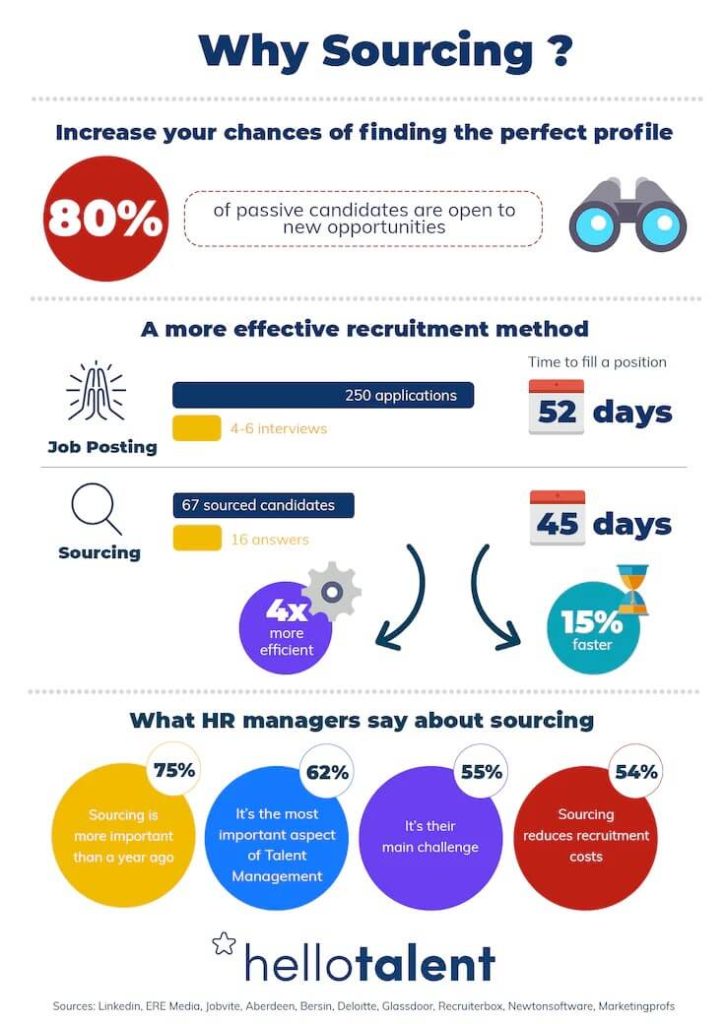 Why Sourcing ?
Increase your chances of finding the perfect profile
80%
of passive candidates are open to
new opportunities
A more effective recruitment method
Time to fill a position
250 applications
52 days
4-6 interviews
Job Posting
67 sourced candidates
45 days
16 answers
Sourcing
4x
more
efficient
15%
faster
What HR managers say about sourcing
75%
Sourcing is
more important
than a year ago
62%
It's the most
important aspect
of Talent
Management
55%
It's their
main challenge
54%
Sourcing
reduces recruitment
costs
hellotalent
Sources: Linkedin, ERE Media, Jobvite, Aberdeen, Bersin, Deloitte, Glassdoor, Recruiterbox, Newtonsoftware, Marketingprofs